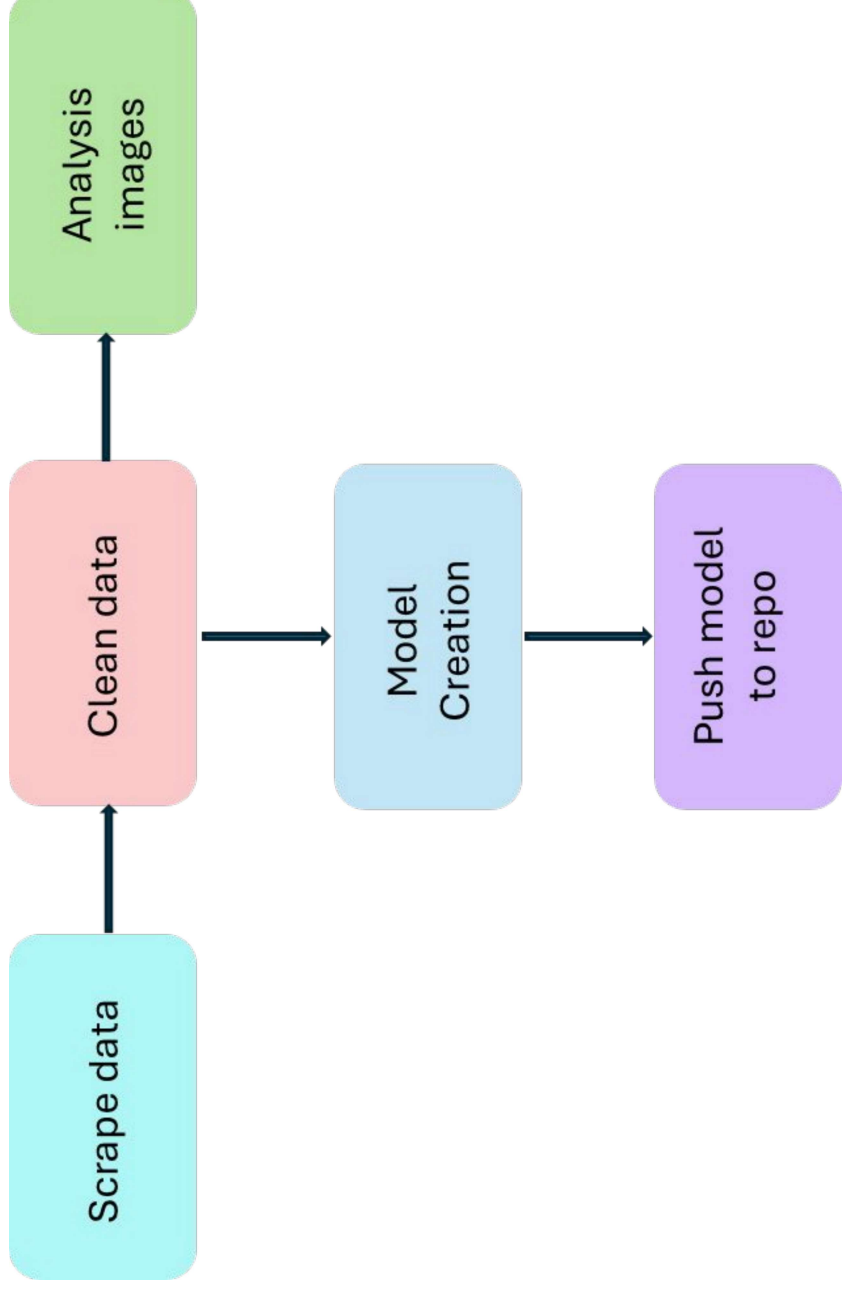 Scrape data
Clean data
Analysis
images
Model
Creation
Push model
to repo